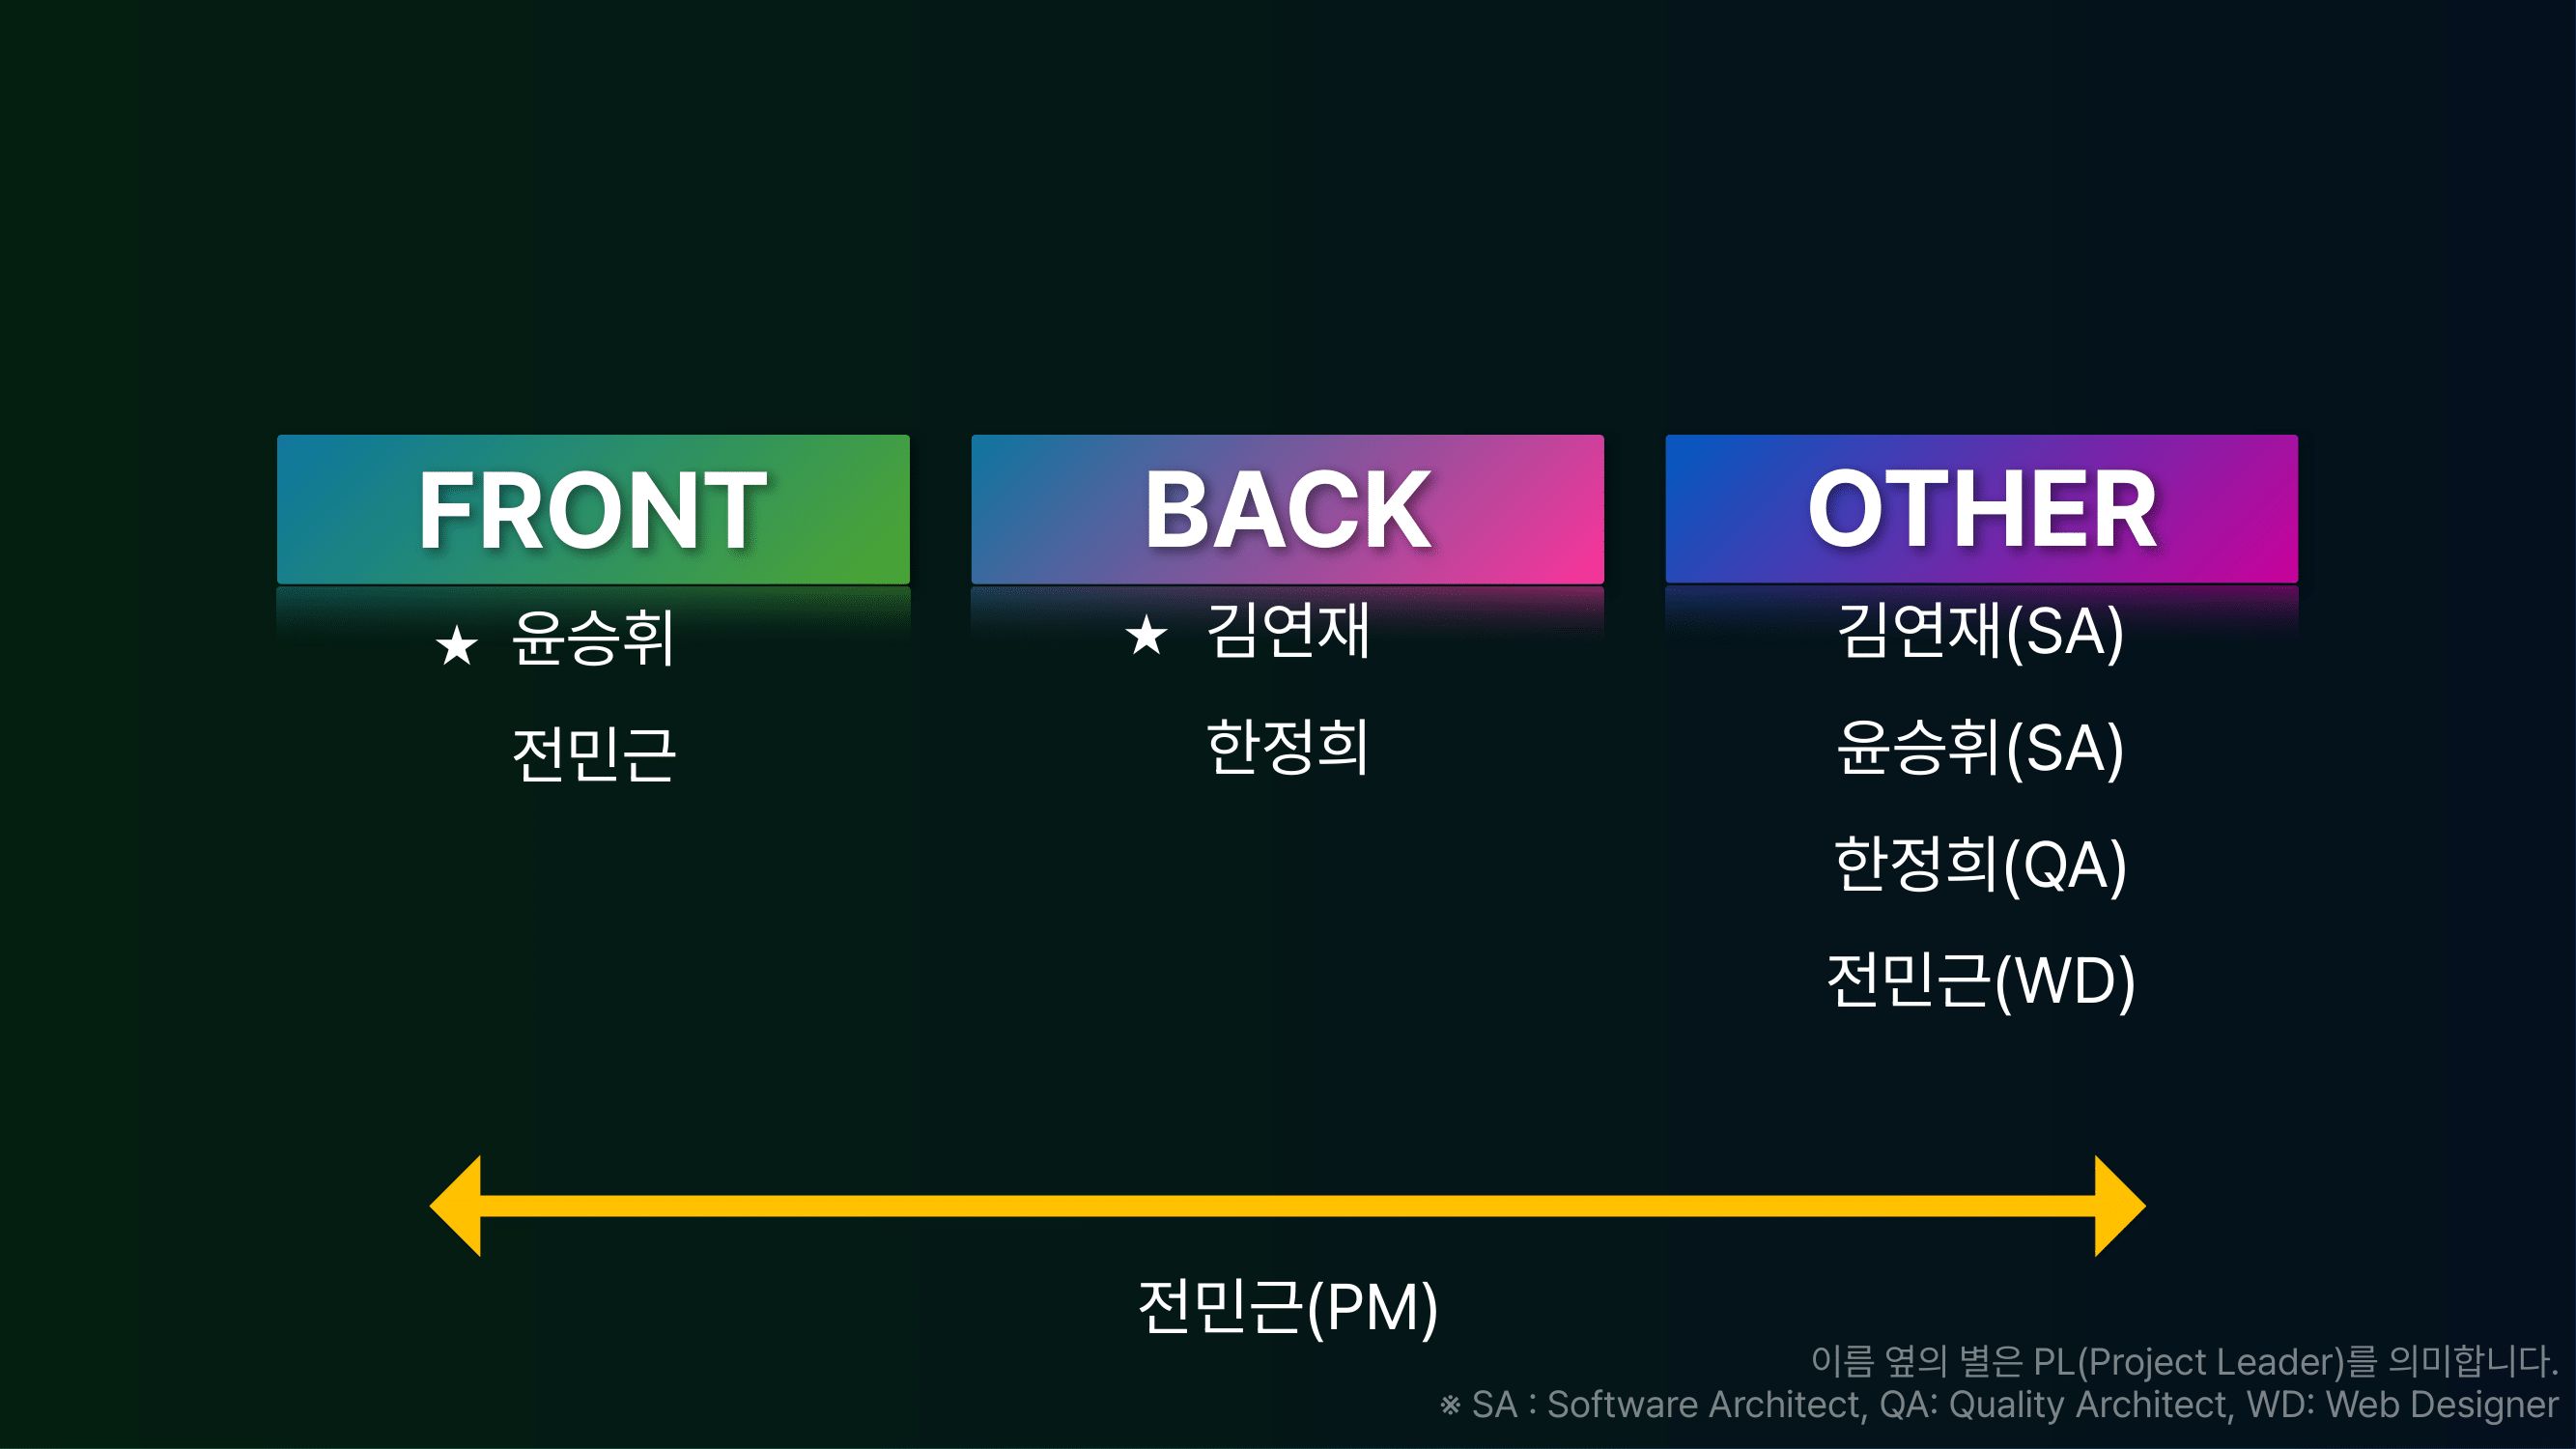 FRONT
★ 윤승휘
전민근
BACK
★ 김연재
한정희
OTHER
김연재(SA)
윤승휘(SA)
한정희(QA)
전민근(WD)
전민근(PM)
이름 옆의 별은 PL(Project Leader)를 의미합니다.
※ SA : Software Architect, QA: Quality Architect, WD: Web Designer